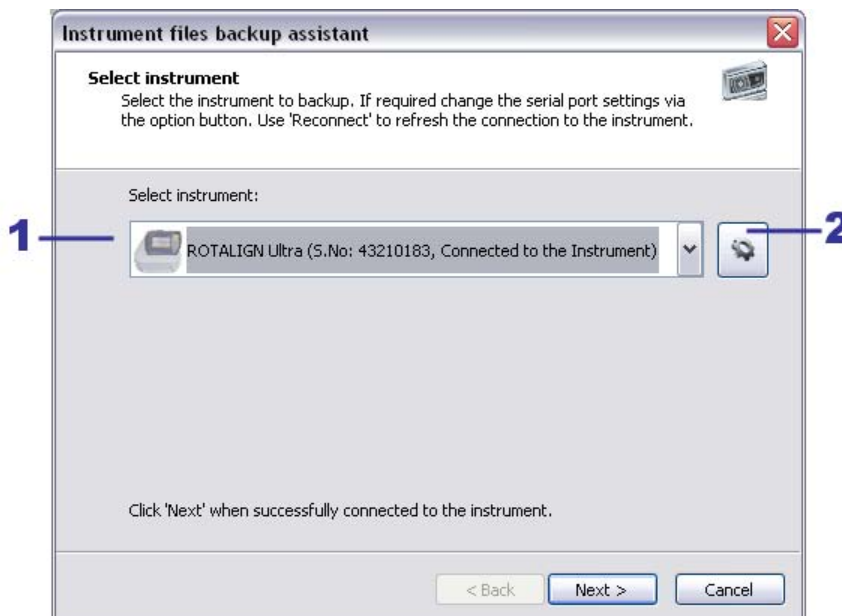 Instrument files backup assistant
Select instrument
Select the instrument to backup. If required change the serial port settings via
the option button. Use 'Reconnect' to refresh the connection to the instrument.
Select instrument:
1
ROTALIGN Ultra (S.No: 43210183, Connected to the Instrument)
2
Click 'Next' when successfully connected to the instrument.
< Back
Next >
Cancel